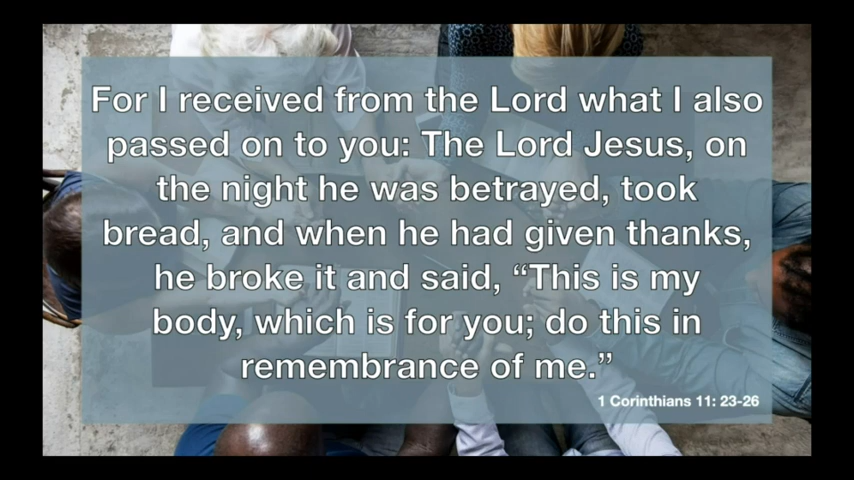 For I received from the Lord what I also
passed on to you: The Lord Jesus, on
the night he was betrayed, took
bread, and when he had given thanks,
he broke it and said, “This is my
body, which is for you; do this in
remembrance of me.”
1 Corinthians 11: 23-26